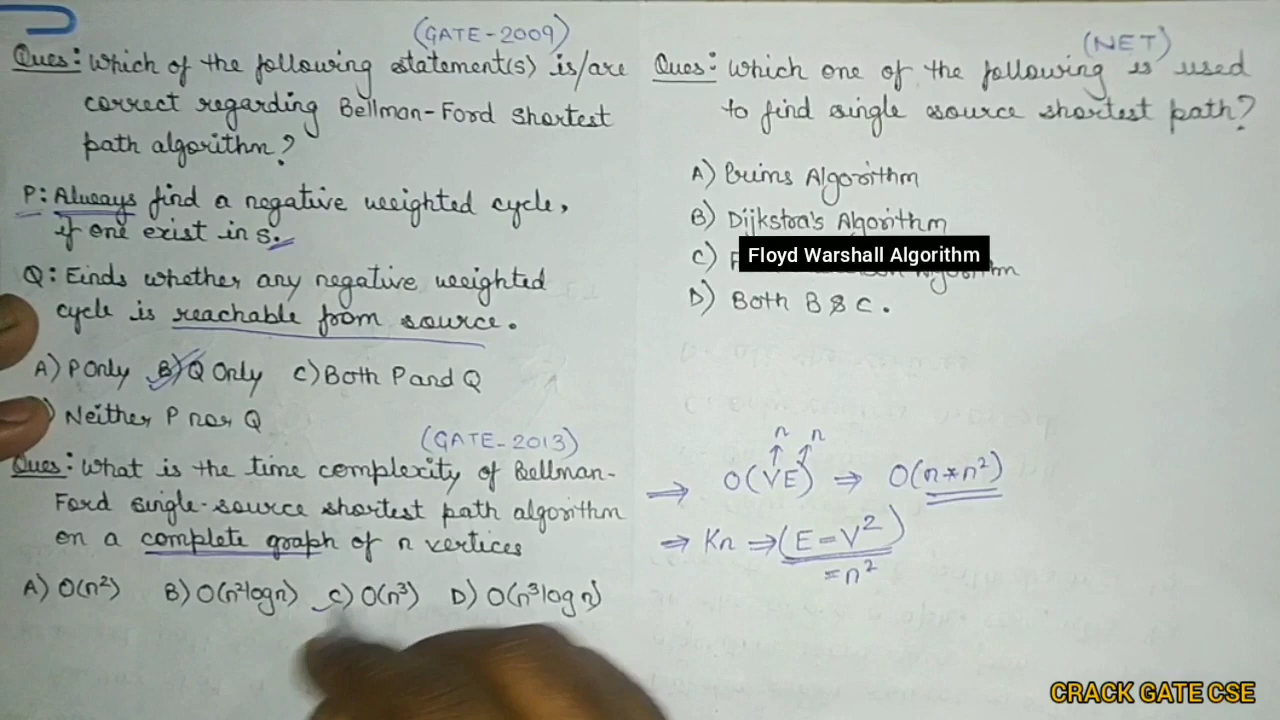 (GATE-2009)
Ques: Which of the following statement(s) is/are
correct regarding Bellman-Ford Shortest
path algorithm?
P: Always find a negative weighted cycle,
if one exist in s.
Q: Finds whether any negative weighted
cycle is reachable from source.
A) P Only B) Q Only C) Both P and Q
) Neither P nor Q
(GATE-2013)
Ques: What is the time complexity of Bellman-
Ford single-source shortest path algorithm
on a complete graph of n vertices
A) O(n²) B) O(n²logn) C) O(n³) D) O(n³log n)
(NET)
Ques: Which one of the following is used
to find single source shortest path?
A) Prims Algorithm
B) Dijkstra's Algorithm
Floyd Warshall Algorithm
C) Algorithm
D) Both B & C.
n n
⇒ O(VE) ⇒ O(n*n²)
⇒ Kn ⇒ (E = V²)
= n²
CRACK GATE CSE